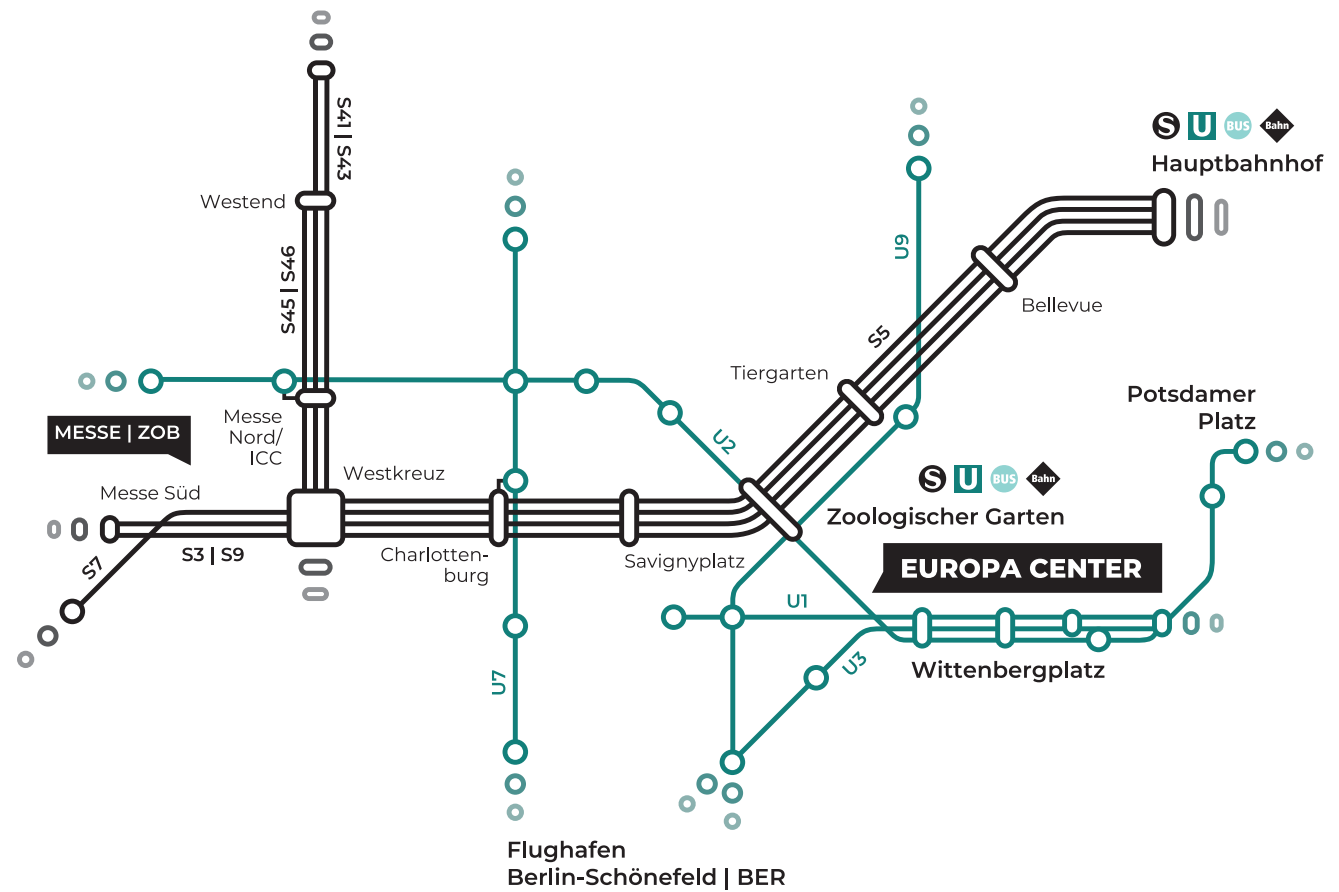 S41 | S43
S U BUS Bahn
Hauptbahnhof
Westend
U9
S45 | S46
Bellevue
S5
Tiergarten
Potsdamer
Platz
MESSE | ZOB
Messe
Nord/
ICC
U2
Westkreuz
S U BUS Bahn
Zoologischer Garten
Messe Süd
S3 | S9
S7
Charlotten-
burg
Savignyplatz
EUROPA CENTER
U1
U3
Wittenbergplatz
U7
Flughafen
Berlin-Schönefeld | BER